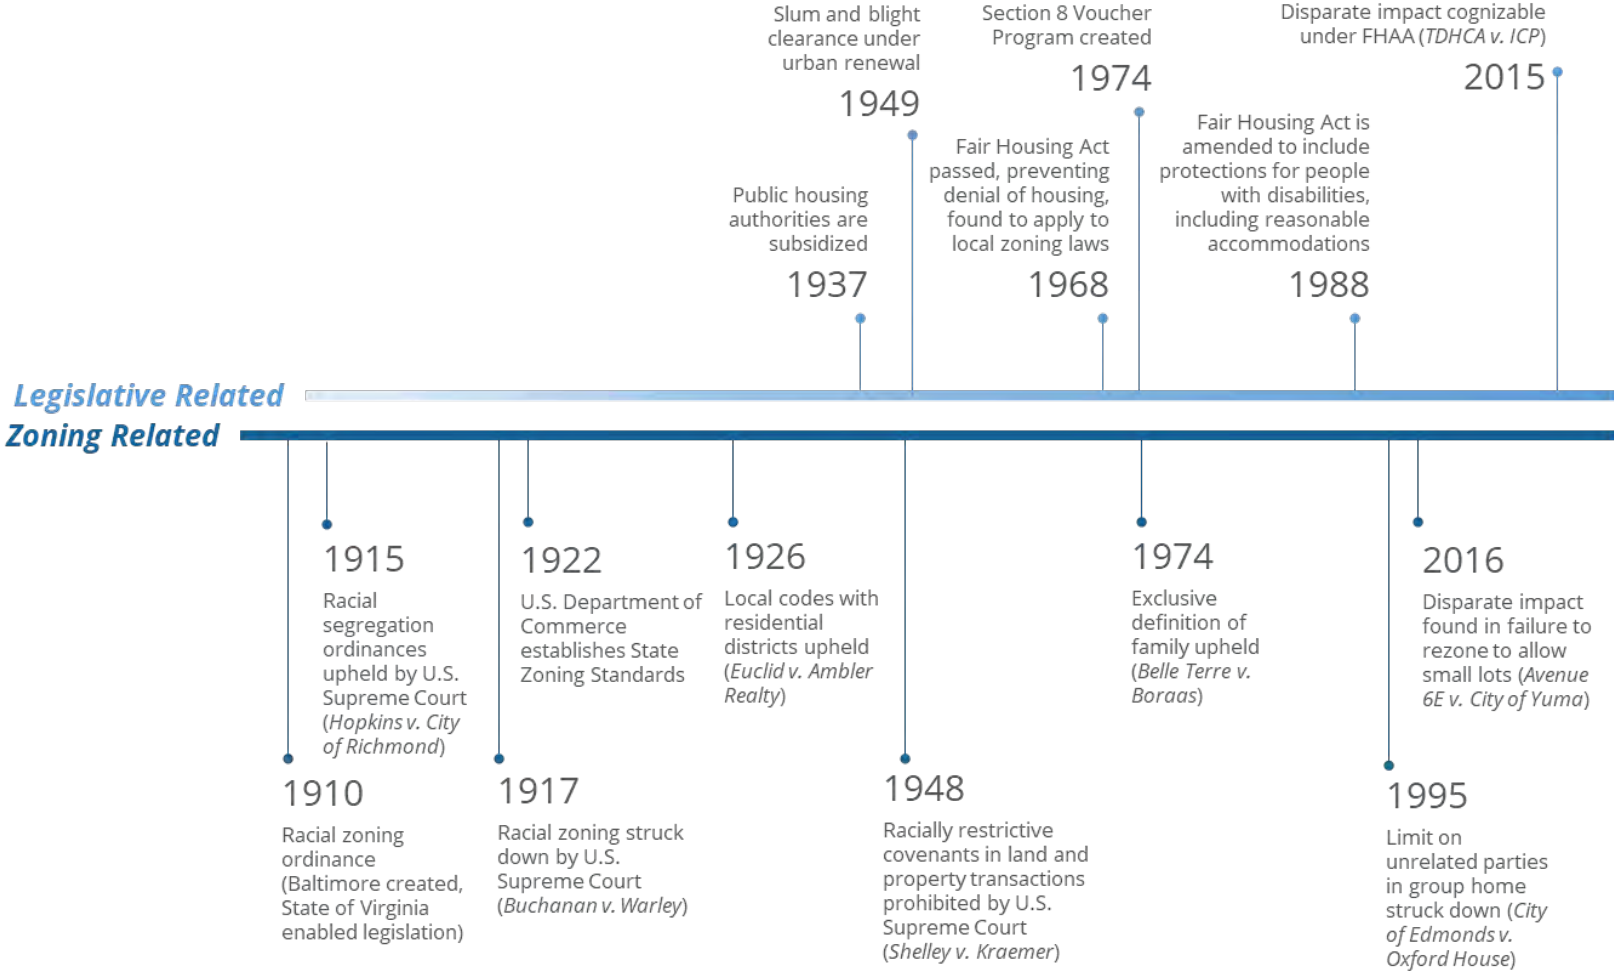 Slum and blight
clearance under
urban renewal
1949
Section 8 Voucher
Program created
1974
Disparate impact cognizable
under FHAA (TDHCA v. ICP)
2015
Public housing
authorities are
subsidized
1937
Fair Housing Act
passed, preventing
denial of housing,
found to apply to
local zoning laws
1968
Fair Housing Act is
amended to include
protections for people
with disabilities,
including reasonable
accommodations
1988
Legislative Related
Zoning Related
1915
Racial
segregation
ordinances
upheld by U.S.
Supreme Court
(Hopkins v. City
of Richmond)
1922
U.S. Department of
Commerce
establishes State
Zoning Standards
1926
Local codes with
residential
districts upheld
(Euclid v. Ambler
Realty)
1974
Exclusive
definition of
family upheld
(Belle Terre v.
Boraas)
2016
Disparate impact
found in failure to
rezone to allow
small lots (Avenue
6E v. City of Yuma)
1910
Racial zoning
ordinance
(Baltimore created,
State of Virginia
enabled legislation)
1917
Racial zoning struck
down by U.S.
Supreme Court
(Buchanan v. Warley)
1948
Racially restrictive
covenants in land and
property transactions
prohibited by U.S.
Supreme Court
(Shelley v. Kraemer)
1995
Limit on
unrelated parties
in group home
struck down (City
of Edmonds v.
Oxford House)